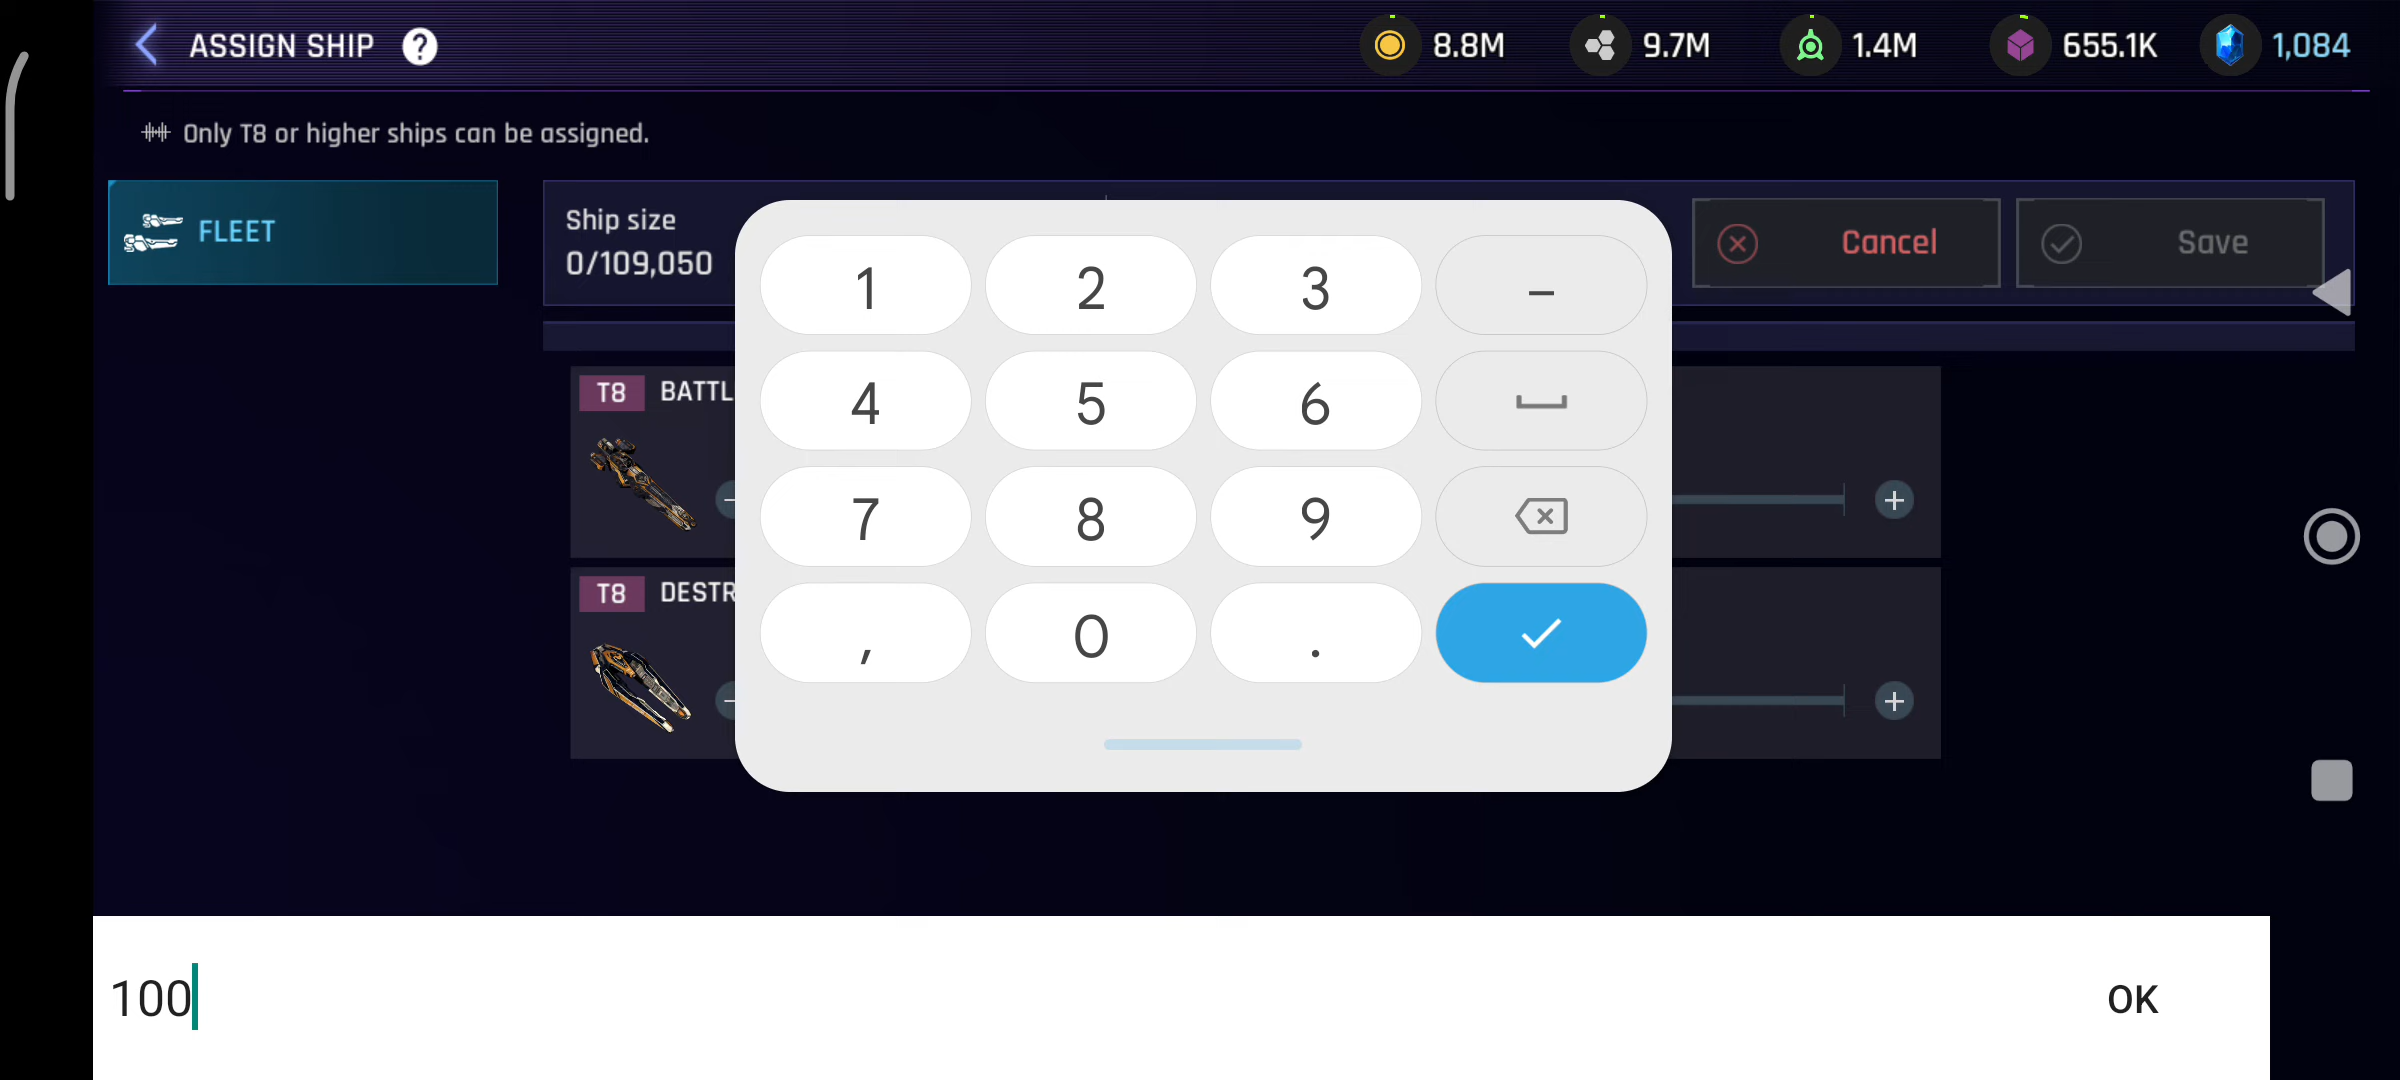 ASSIGN SHIP ?
8.8M 9.7M 1.4M 655.1K 1,084
Only T8 or higher ships can be assigned.
FLEET
Ship size
0/109,050
Cancel
Save
T8 BATTL
T8 DESTR
1 2 3 –
4 5 6
7 8 9
, 0 .
100
OK